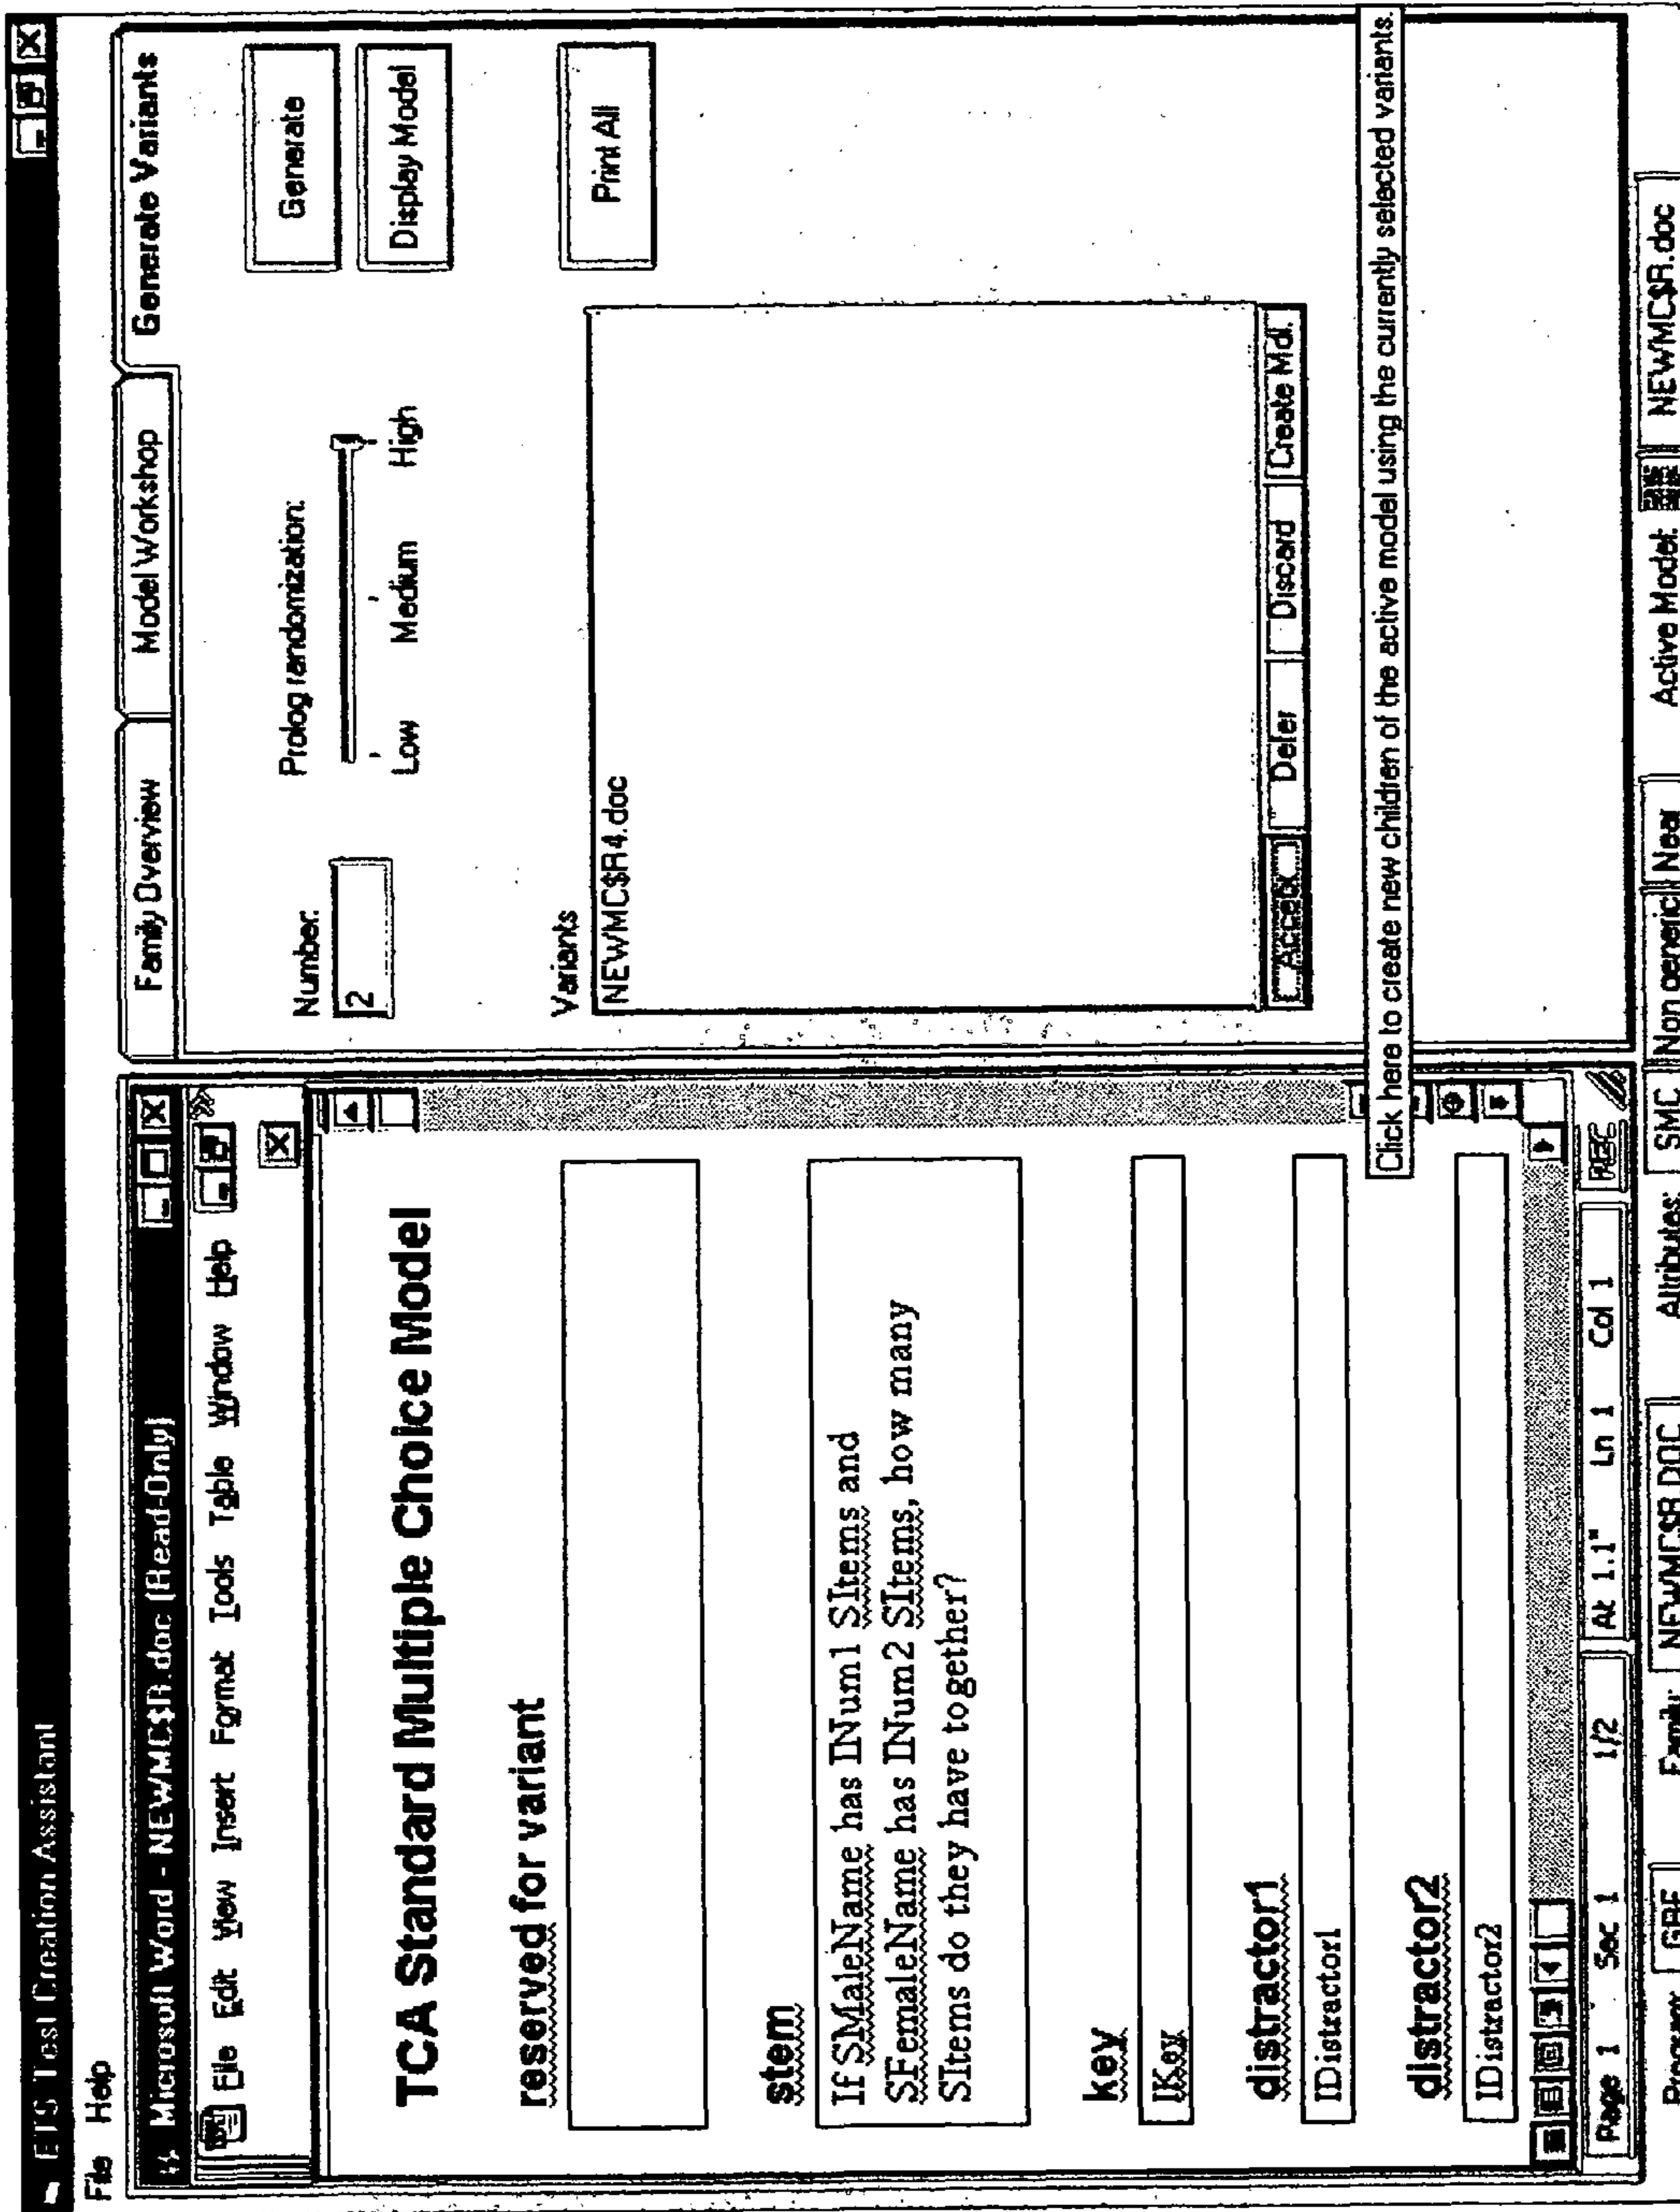 ETS Test Creation Assistant
File Help
Microsoft Word - NEWMC$R.doc (Read-Only)
File Edit View Insert Format Tools Table Window Help
TCA Standard Multiple Choice Model
reserved for variant
stem
If SMaleName has INum1 SItems and
SFemaleName has INum2 SItems, how many
SItems do they have together?
key
IKey
distractor1
IDistractor1
distractor2
IDistractor2
Page 1 Sec 1 1/2 At 1.1" Ln 1 Col 1 REC
Family Overview Model Workshop Generate Variants
Number: Prolog randomization:
2
Low Medium High
Generate
Display Model
Print All
Variants
NEWMC$R4.doc
Accept Defer Discard Create Mdl.
Click here to create new children of the active model using the currently selected variants.
Program: GRE Family: NEWMC$R.DOC Attributes: SMC Non generic Near Active Model: NEWMC$R.doc